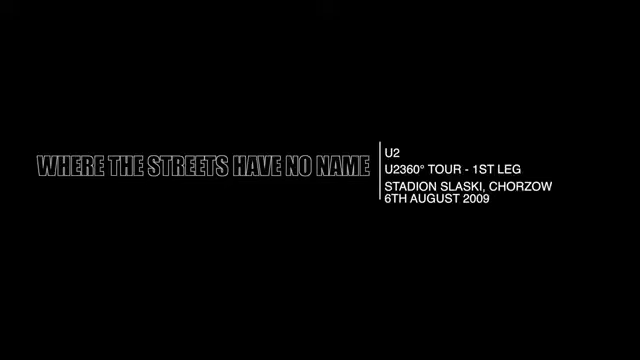 WHERE THE STREETS HAVE NO NAME
U2
U2360° TOUR - 1ST LEG
STADION SLASKI, CHORZOW
6TH AUGUST 2009